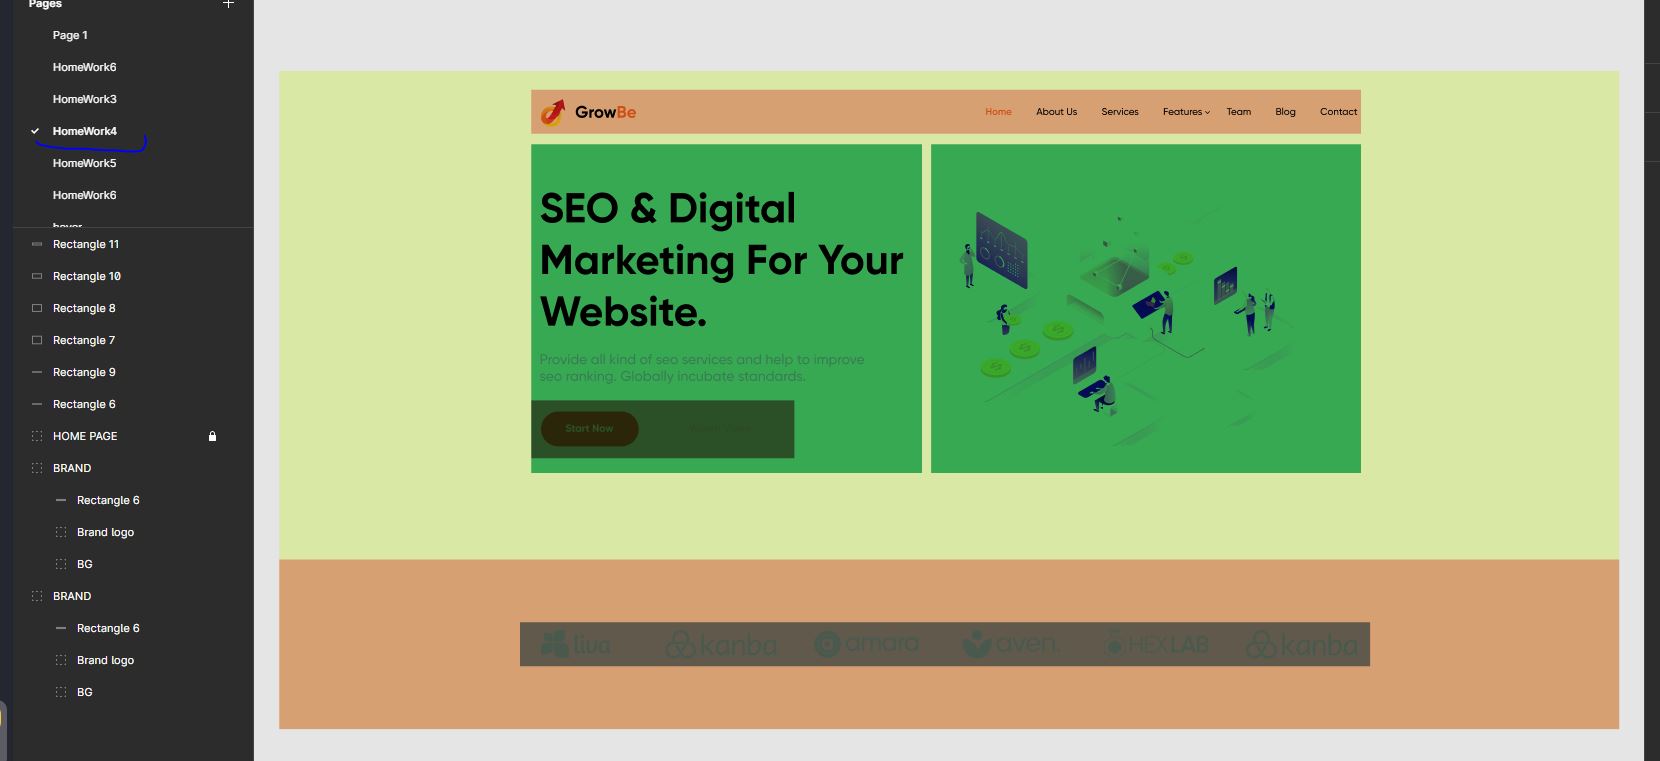 Pages
Page 1
HomeWork6
HomeWork3
HomeWork4
HomeWork5
HomeWork6
Rectangle 11
Rectangle 10
Rectangle 8
Rectangle 7
Rectangle 9
Rectangle 6
HOME PAGE
BRAND
Rectangle 6
Brand logo
BG
BRAND
Rectangle 6
Brand logo
BG
GrowBe
Home About Us Services Features Team Blog Contact
SEO & Digital
Marketing For Your
Website.
Provide all kind of seo services and help to improve
seo ranking. Globally incubate standards.
Start Now
liva kanba amara aven. HEXLAB kanba